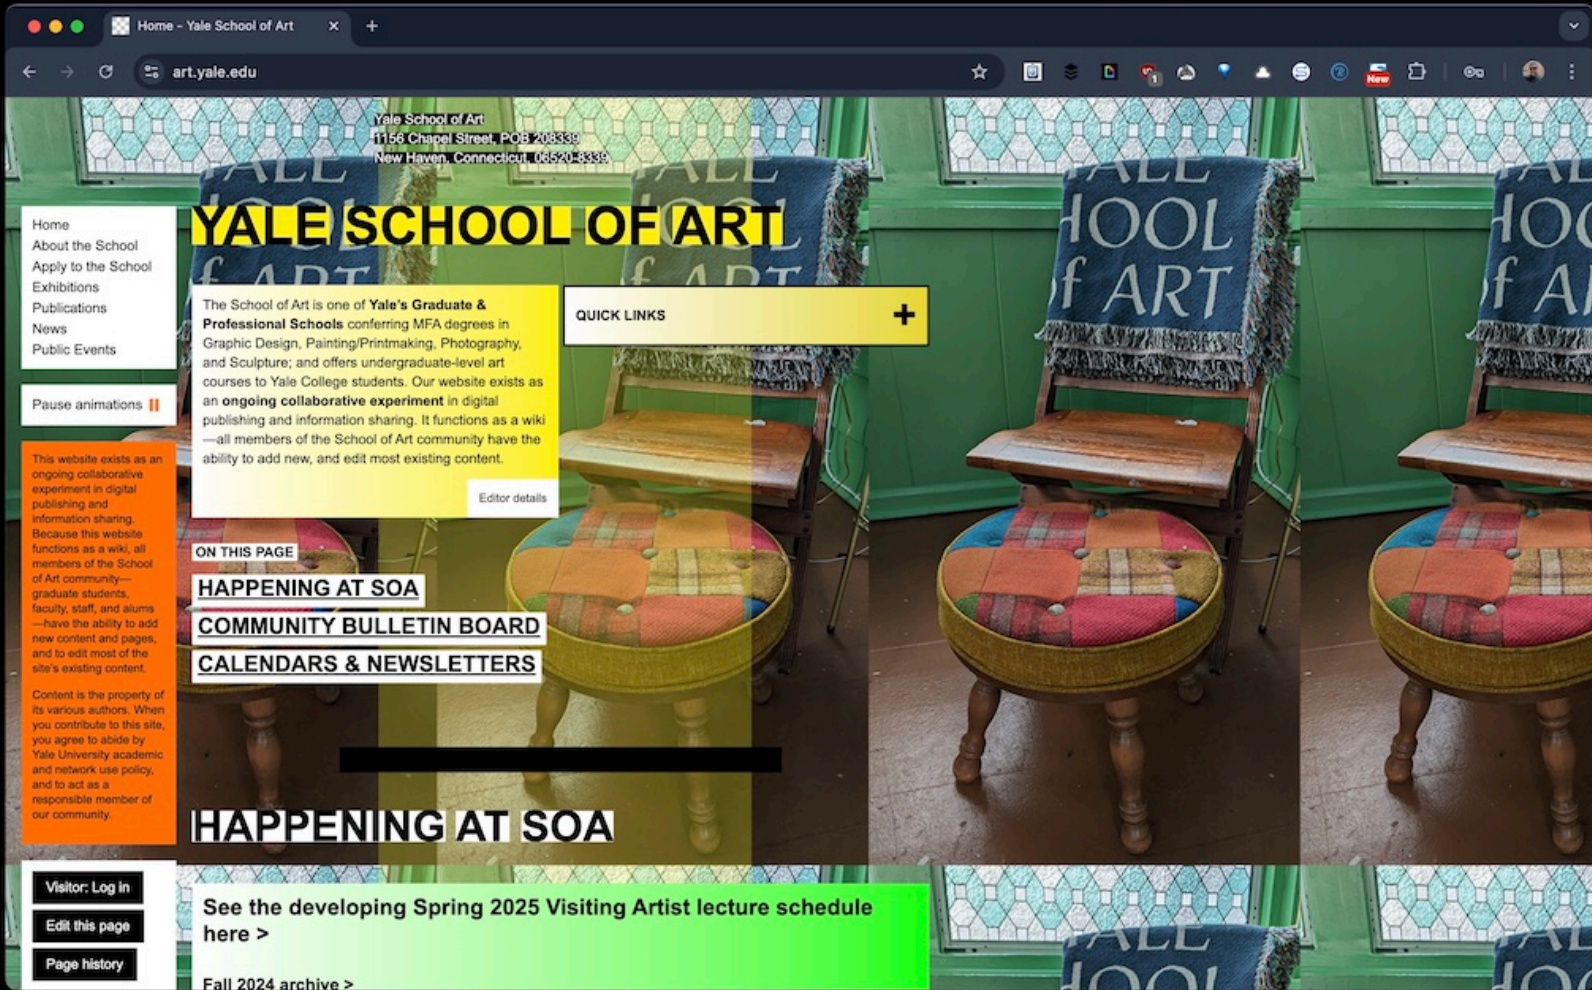 Home - Yale School of Art
art.yale.edu
1
New
Yale School of Art
1156 Chapel Street, POB 208339
New Haven, Connecticut, 06520-8339
Home
About the School
Apply to the School
Exhibitions
Publications
News
Public Events
Pause animations
This website exists as an
ongoing collaborative
experiment in digital
publishing and
information sharing.
Because this website
functions as a wiki, all
members of the School
of Art community—
graduate students,
faculty, staff, and alums
—have the ability to add
new content and pages,
and to edit most of the
site's existing content.
Content is the property of
its various authors. When
you contribute to this site,
you agree to abide by
Yale University academic
and network use policy,
and to act as a
responsible member of
our community.
Visitor: Log in
Edit this page
Page history
YALE SCHOOL OF ART
The School of Art is one of Yale's Graduate &
Professional Schools conferring MFA degrees in
Graphic Design, Painting/Printmaking, Photography,
and Sculpture; and offers undergraduate-level art
courses to Yale College students. Our website exists as
an ongoing collaborative experiment in digital
publishing and information sharing. It functions as a wiki
—all members of the School of Art community have the
ability to add new, and edit most existing content.
Editor details
QUICK LINKS +
ON THIS PAGE
HAPPENING AT SOA
COMMUNITY BULLETIN BOARD
CALENDARS & NEWSLETTERS
HAPPENING AT SOA
See the developing Spring 2025 Visiting Artist lecture schedule
here >
Fall 2024 archive >
HOOL
of ART